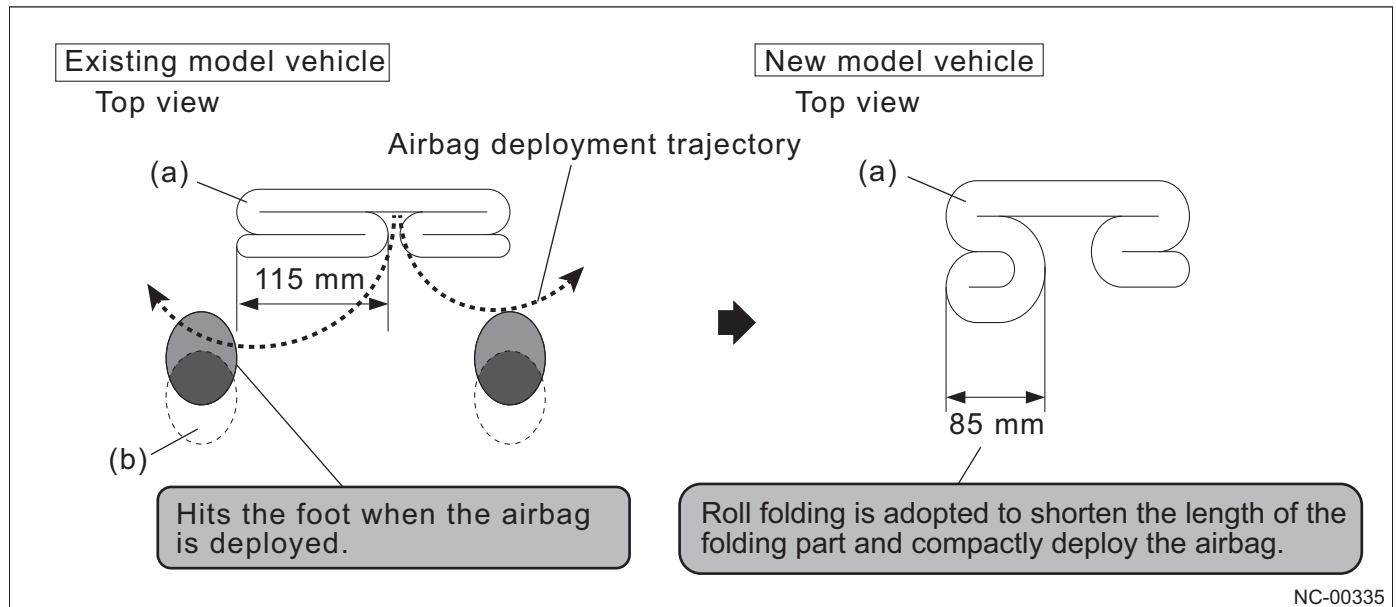 Existing model vehicle
Top view
New model vehicle
Top view
Airbag deployment trajectory
(a)
(a)
115 mm
85 mm
(b)
Hits the foot when the airbag
is deployed.
Roll folding is adopted to shorten the length of the
folding part and compactly deploy the airbag.
NC-00335